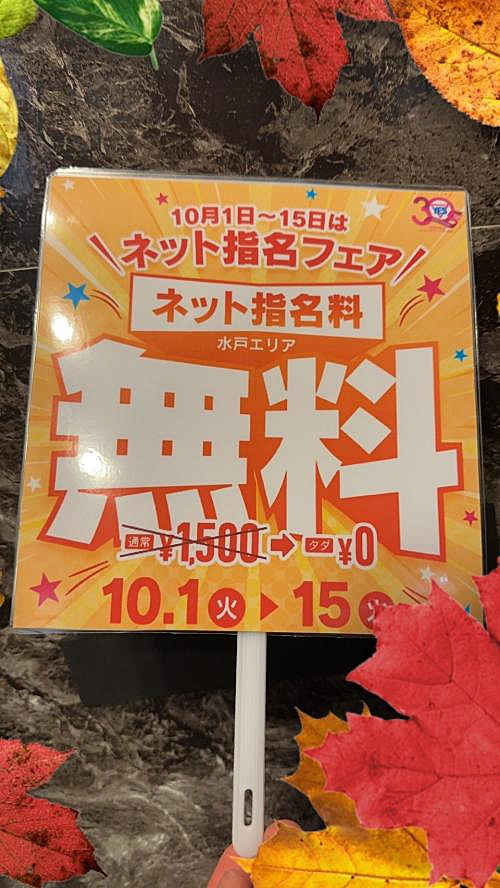 10月1日～15日は
ネット指名フェア
ネット指名料
水戸エリア
無料
通常 ¥1,500 タダ ¥0
10.1火 15
YES